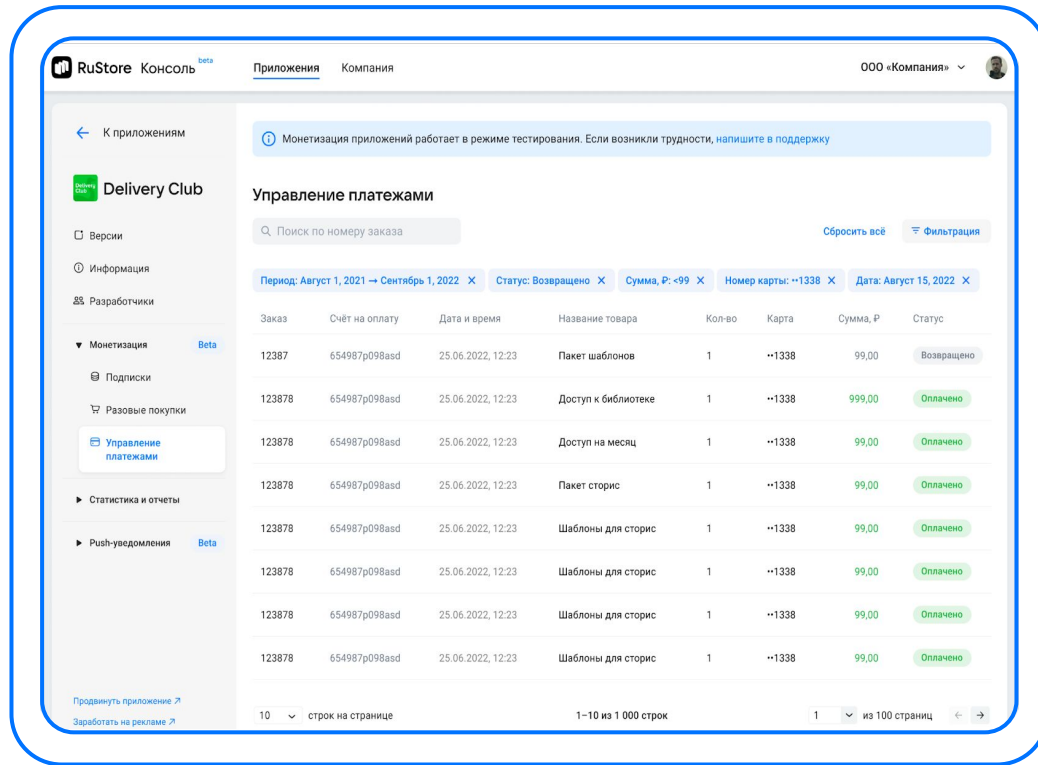 RuStore Консоль beta
Приложения Компания
ООО «Компания»
К приложениям
Монетизация приложений работает в режиме тестирования. Если возникли трудности, напишите в поддержку
Delivery Club
Delivery Club
Управление платежами
Поиск по номеру заказа
Сбросить всё
Фильтрация
Версии
Информация
Разработчики
Монетизация Beta
Подписки
Разовые покупки
Управление
платежами
Статистика и отчеты
Push-уведомления Beta
Продвинуть приложение
Заработать на рекламе
Период: Август 1, 2021 → Сентябрь 1, 2022 Статус: Возвращено Сумма, ₽: <99 Номер карты: ••1338 Дата: Август 15, 2022
Заказ Счёт на оплату Дата и время Название товара Кол-во Карта Сумма, ₽ Статус
12387 654987p098asd 25.06.2022, 12:23 Пакет шаблонов 1 ••1338 99,00 Возвращено
123878 654987p098asd 25.06.2022, 12:23 Доступ к библиотеке 1 ••1338 999,00 Оплачено
123878 654987p098asd 25.06.2022, 12:23 Доступ на месяц 1 ••1338 99,00 Оплачено
123878 654987p098asd 25.06.2022, 12:23 Пакет сторис 1 ••1338 99,00 Оплачено
123878 654987p098asd 25.06.2022, 12:23 Шаблоны для сторис 1 ••1338 99,00 Оплачено
123878 654987p098asd 25.06.2022, 12:23 Шаблоны для сторис 1 ••1338 99,00 Оплачено
123878 654987p098asd 25.06.2022, 12:23 Шаблоны для сторис 1 ••1338 99,00 Оплачено
123878 654987p098asd 25.06.2022, 12:23 Шаблоны для сторис 1 ••1338 99,00 Оплачено
10 строк на странице 1–10 из 1 000 строк 1 из 100 страниц